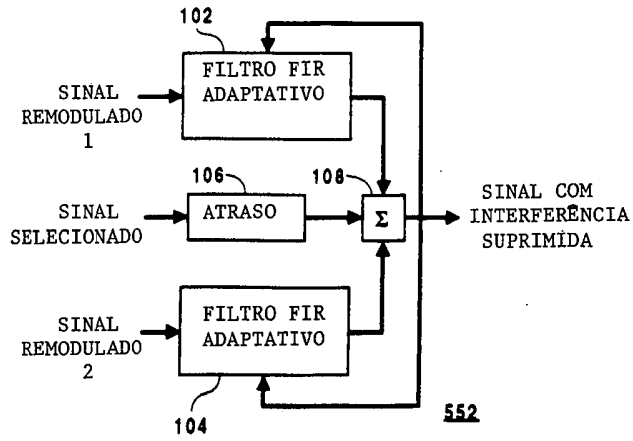 102
FILTRO FIR
ADAPTATIVO
SINAL
REMODULADO
1
106
108
SINAL
SELECIONADO
ATRASO
Σ
SINAL COM
INTERFERÊNCIA
SUPRIMÍDA
FILTRO FIR
ADAPTATIVO
SINAL
REMODULADO
2
104
552